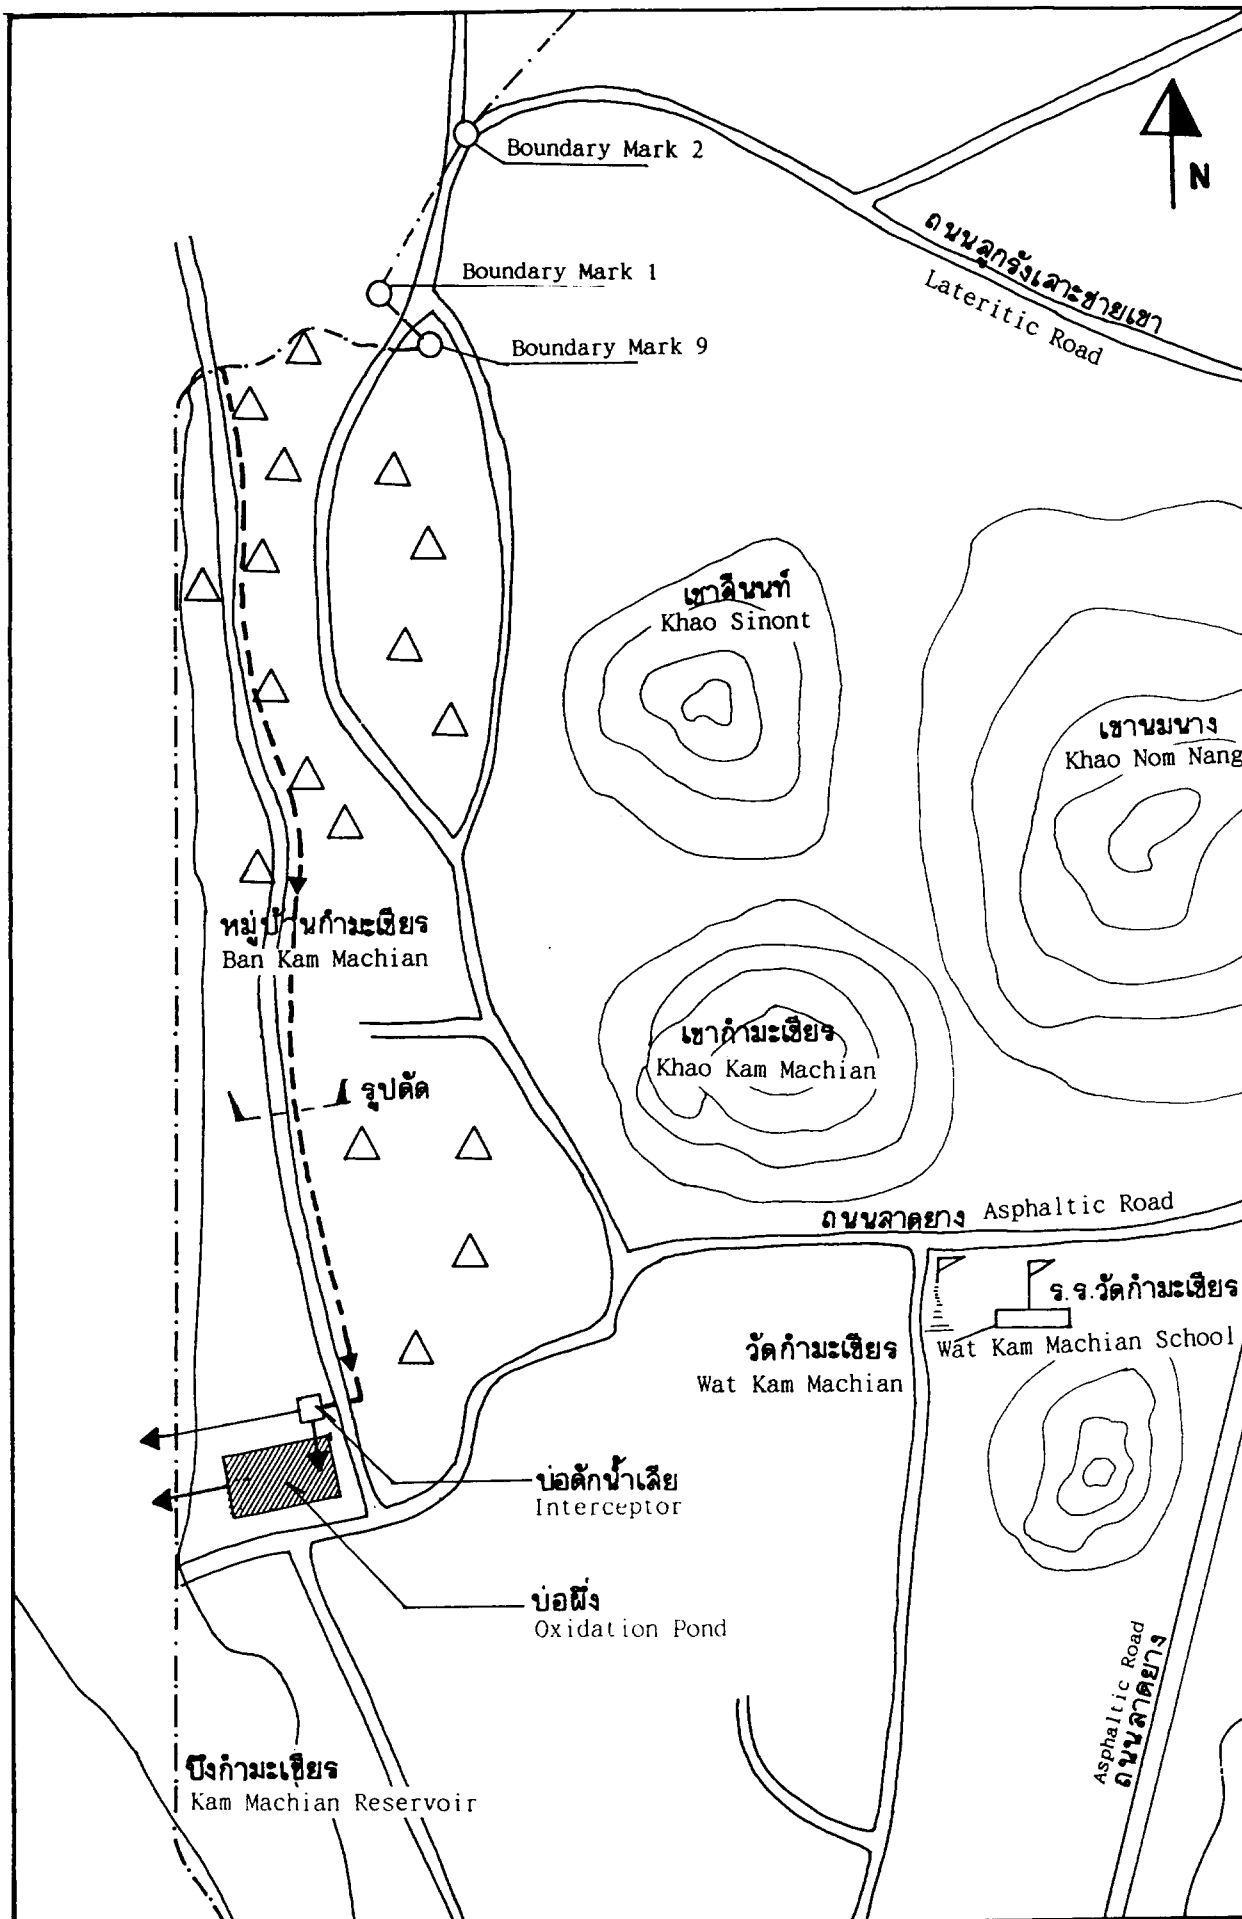 Boundary Mark 2
N
ถนนลูกรังเลาะชายเขา
Lateritic Road
Boundary Mark 1
Boundary Mark 9
เขาสีนนท์
Khao Sinont
เขานมนาง
Khao Nom Nang
หมู่บ้านกำมะเชียร
Ban Kam Machian
เขากำมะเชียร
Khao Kam Machian
รูปตัด
ถนนลาดยาง Asphaltic Road
ร.ร.วัดกำมะเชียร
Wat Kam Machian School
วัดกำมะเชียร
Wat Kam Machian
บ่อดักน้ำเสีย
Interceptor
บ่อผึ่ง
Oxidation Pond
Asphaltic Road
ถนนลาดยาง
บึงกำมะเชียร
Kam Machian Reservoir